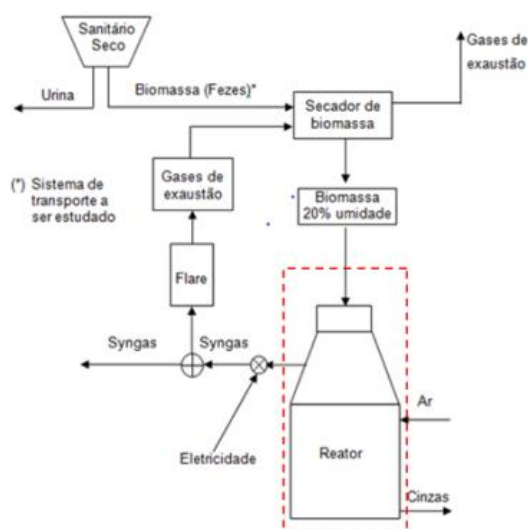 Sanitário
Seco
Gases de
exaustão
Urina
Biomassa (Fezes)*
Secador de
biomassa
(*) Sistema de
transporte a
ser estudado
Gases de
exaustão
Biomassa
20% umidade
Flare
Syngas
Syngas
Ar
Eletricidade
Reator
Cinzas